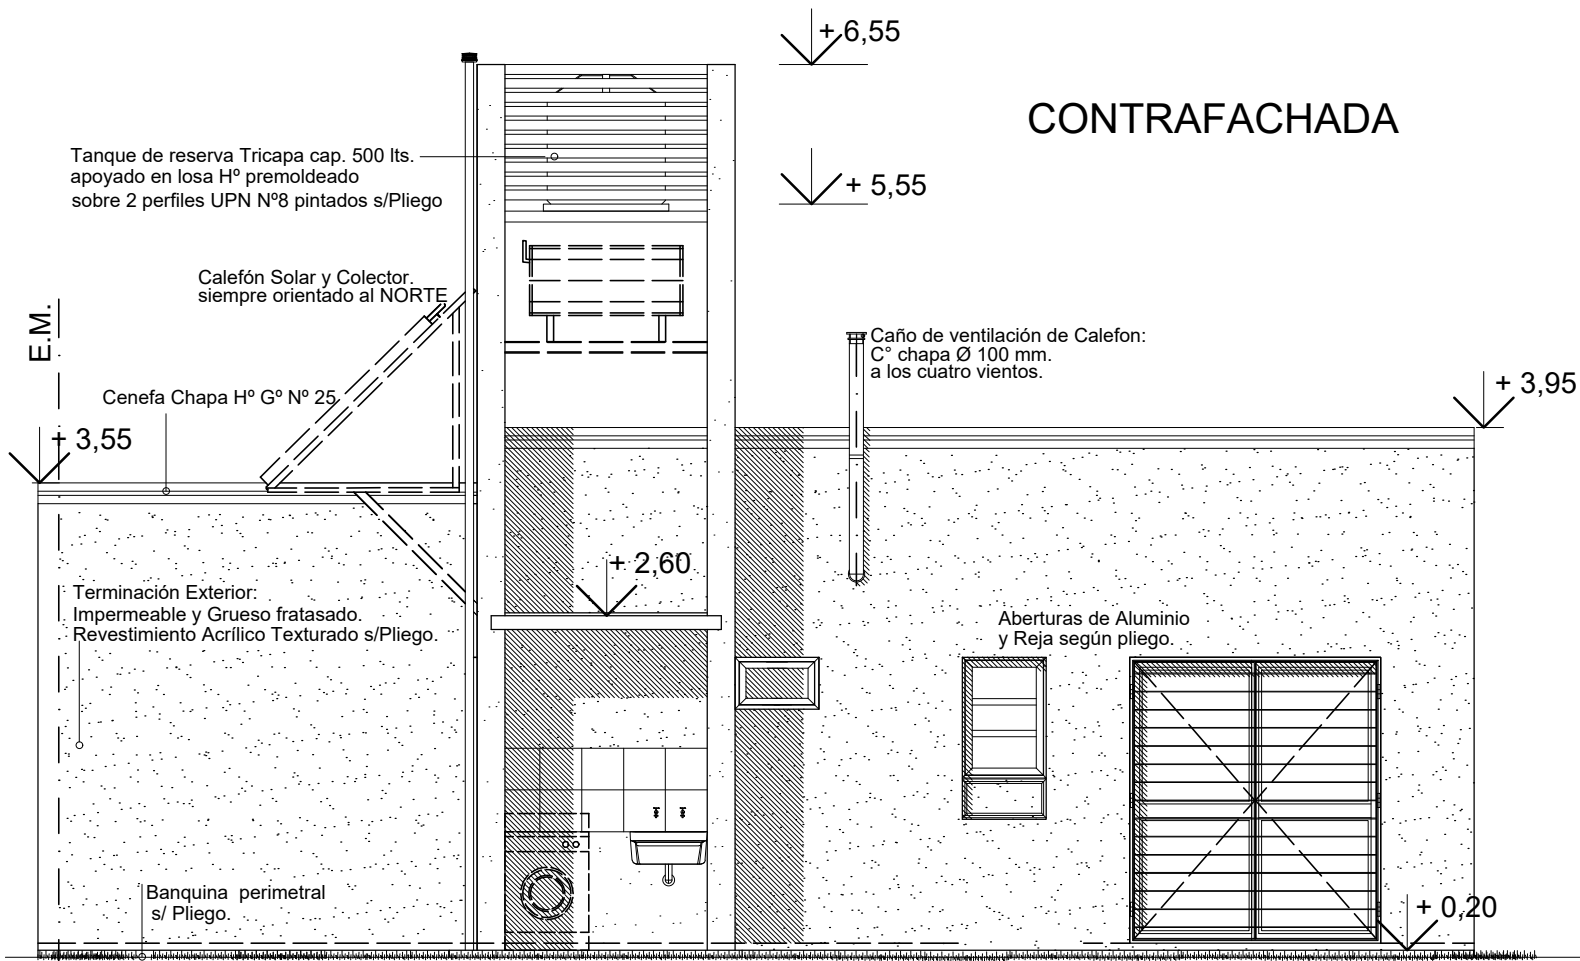 + 6,55
CONTRAFACHADA
Tanque de reserva Tricapa cap. 500 lts.
apoyado en losa Hº premoldeado
sobre 2 perfiles UPN Nº8 pintados s/Pliego
+ 5,55
Calefón Solar y Colector.
siempre orientado al NORTE
E.M.
Caño de ventilación de Calefon:
C° chapa Ø 100 mm.
a los cuatro vientos.
Cenefa Chapa Hº Gº Nº 25
+ 3,95
+ 3,55
+ 2,60
Terminación Exterior:
Impermeable y Grueso fratasado.
Revestimiento Acrílico Texturado s/Pliego.
Aberturas de Aluminio
y Reja según pliego.
Banquina perimetral
s/ Pliego.
+ 0,20